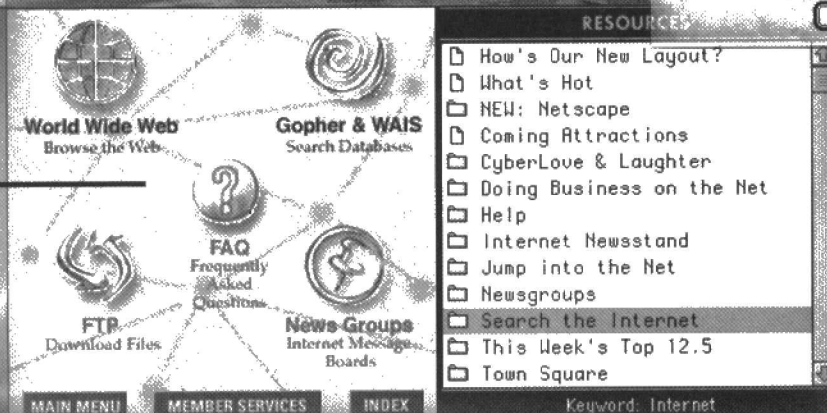 World Wide Web
Browse the Web
Gopher & WAIS
Search Databases
FAQ
Frequently
Asked
Questions
FTP
Download Files
News Groups
Internet Message
Boards
MAIN MENU
MEMBER SERVICES
INDEX
RESOURCES
How's Our New Layout?
What's Hot
NEW: Netscape
Coming Attractions
CyberLove & Laughter
Doing Business on the Net
Help
Internet Newsstand
Jump into the Net
Newsgroups
Search the Internet
This Week's Top 12.5
Town Square
Keyword: Internet